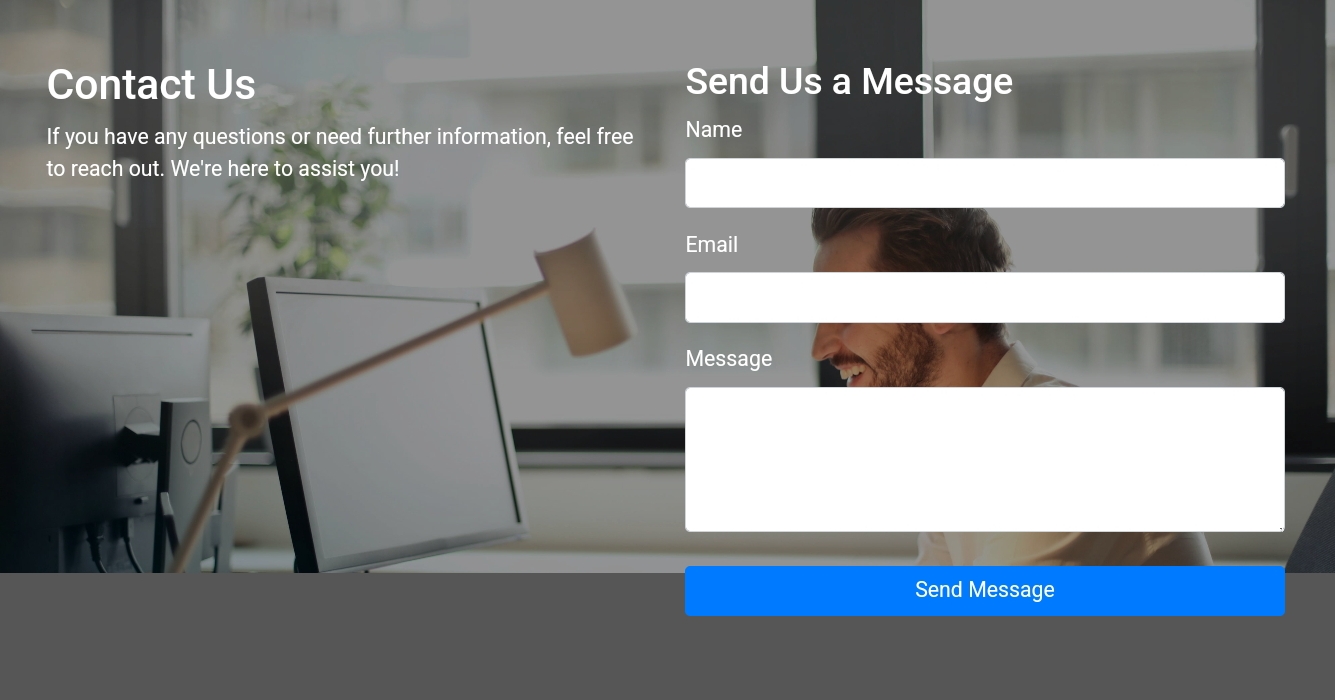 Contact Us
If you have any questions or need further information, feel free
to reach out. We're here to assist you!
Send Us a Message
Name
Email
Message
Send Message